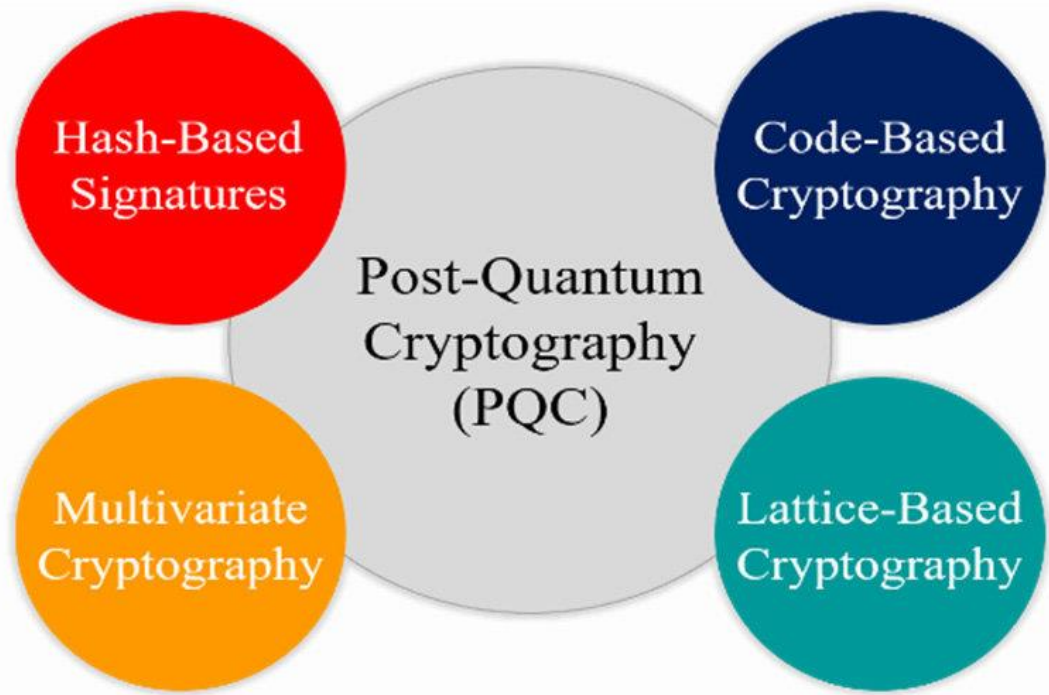 Hash-Based
Signatures
Code-Based
Cryptography
Post-Quantum
Cryptography
(PQC)
Multivariate
Cryptography
Lattice-Based
Cryptography